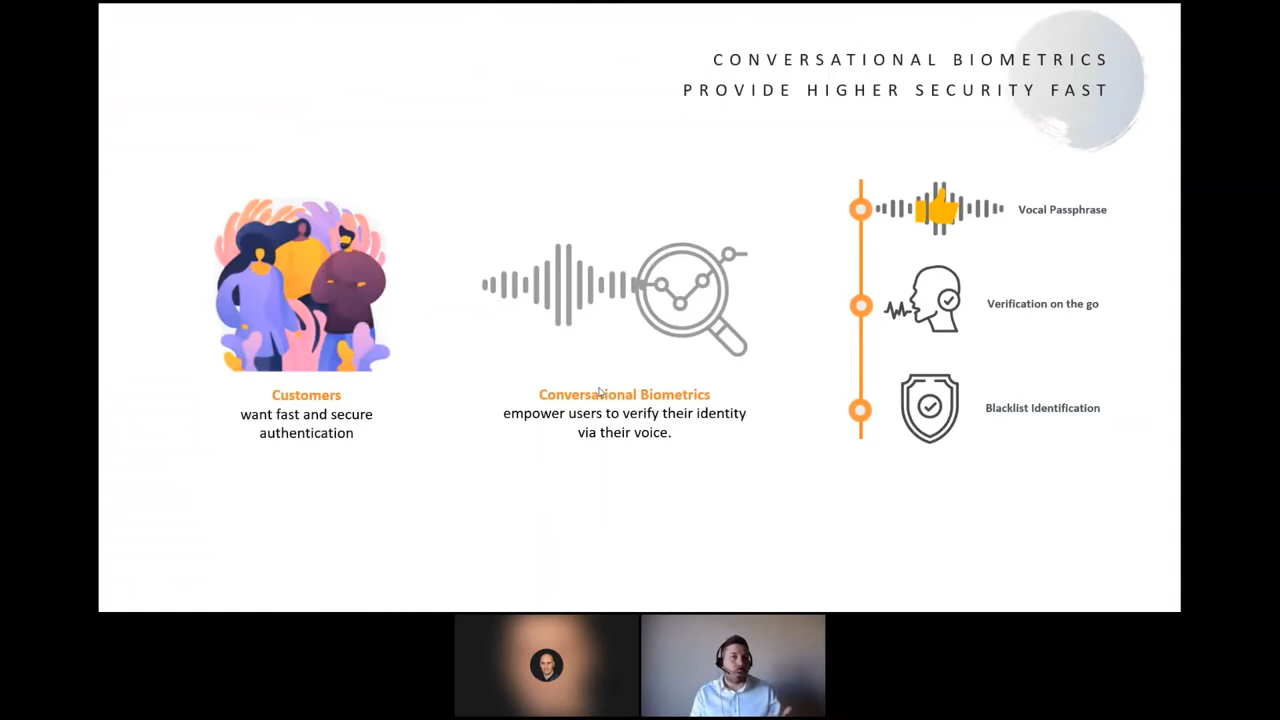 CONVERSATIONAL BIOMETRICS
PROVIDE HIGHER SECURITY FAST
Customers
want fast and secure
authentication
Conversational Biometrics
empower users to verify their identity
via their voice.
Vocal Passphrase
Verification on the go
Blacklist Identification